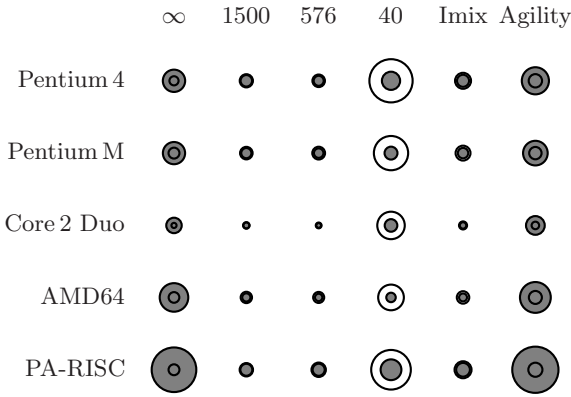 ∞ 1500 576 40 Imix Agility
Pentium 4
Pentium M
Core 2 Duo
AMD64
PA-RISC